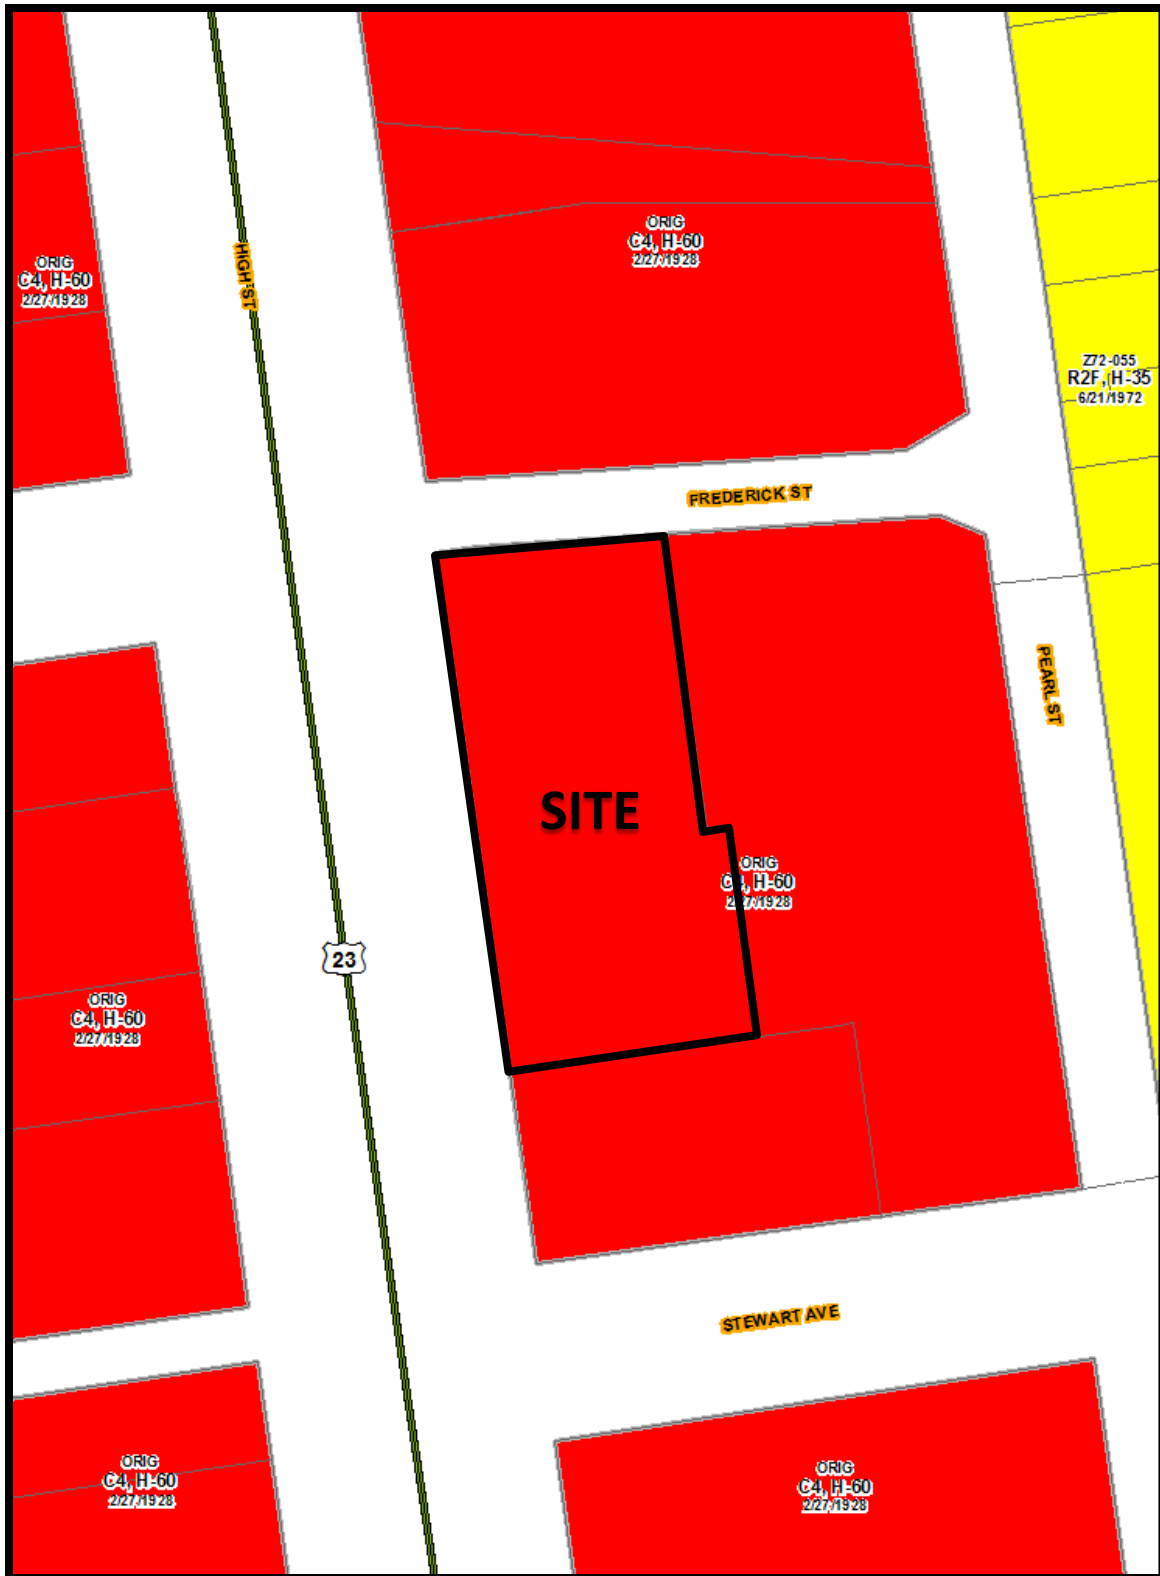 ORIG
C4, H-60
2/27/1928
HIGH ST
ORIG
C4, H-60
2/27/1928
Z72-055
R2F, H-35
6/21/1972
FREDERICK ST
PEARL ST
SITE
ORIG
C4, H-60
2/27/1928
23
ORIG
C4, H-60
2/27/1928
STEWART AVE
ORIG
C4, H-60
2/27/1928
ORIG
C4, H-60
2/27/1928